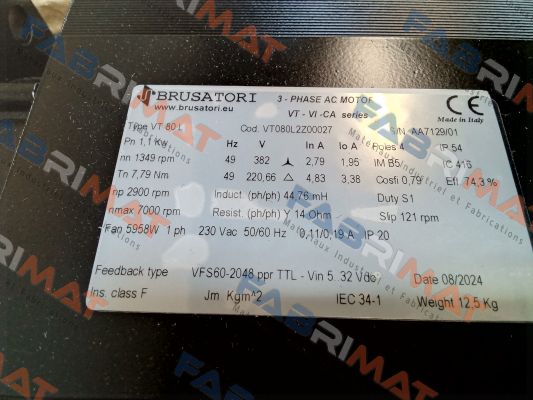 BRUSATORI
www.brusatori.eu
3 - PHASE AC MOTOR
VT - VI -CA series
CE
Made in Italy
Type VT 80 L Cod. VT080L2Z00027 S/N -AA7129/01
Pn 1,1 Kw Hz V In A Io A Poles 4 IP 54
nn 1349 rpm 49 382 2,79 1,95 IM B5/ IC 416
Tn 7,79 Nm 49 220,66 4,83 3,38 Cosfi 0,79 Eff 74,3 %
np 2900 rpm Induct. (ph/ph) 44,76 mH Duty S1
nmax 7000 rpm Resist. (ph/ph) Y 14 Ohm Slip 121 rpm
Fan 5958W 1 ph 230 Vac 50/60 Hz 0,11/0,19 A IP 20
Feedback type VFS60-2048 ppr TTL - Vin 5 32 Vdc Date 08/2024
Ins. class F Jm Kgm^2 IEC 34-1 Weight 12,5 Kg
FABRIMAT
Materiaux Industriels et Fabrications